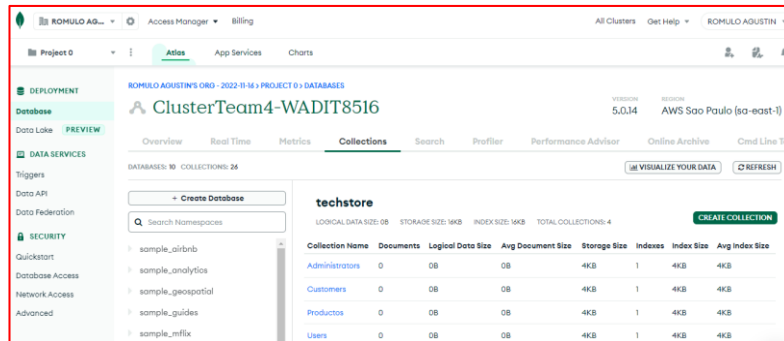 ROMULO AG... Access Manager Billing All Clusters Get Help ROMULO AGUSTIN
Project 0 Atlas App Services Charts
DEPLOYMENT
Database
Data Lake PREVIEW
DATA SERVICES
Triggers
Data API
Data Federation
SECURITY
Quickstart
Database Access
Network Access
Advanced
ROMULO AGUSTIN'S ORG - 2022-11-16 > PROJECT 0 > DATABASES
ClusterTeam4-WADIT8516
VERSION REGION
5.0.14 AWS Sao Paulo (sa-east-1)
Overview Real Time Metrics Collections Search Profiler Performance Advisor Online Archive Cmd Line T
DATABASES: 10 COLLECTIONS: 26 VISUALIZE YOUR DATA REFRESH
+ Create Database
Search Namespaces
sample_airbnb
sample_analytics
sample_geospatial
sample_guides
sample_mflix
techstore
LOGICAL DATA SIZE: 0B STORAGE SIZE: 16KB INDEX SIZE: 16KB TOTAL COLLECTIONS: 4 CREATE COLLECTION
Collection Name Documents Logical Data Size Avg Document Size Storage Size Indexes Index Size Avg Index Size
Administrators 0 0B 0B 4KB 1 4KB 4KB
Customers 0 0B 0B 4KB 1 4KB 4KB
Productos 0 0B 0B 4KB 1 4KB 4KB
Users 0 0B 0B 4KB 1 4KB 4KB